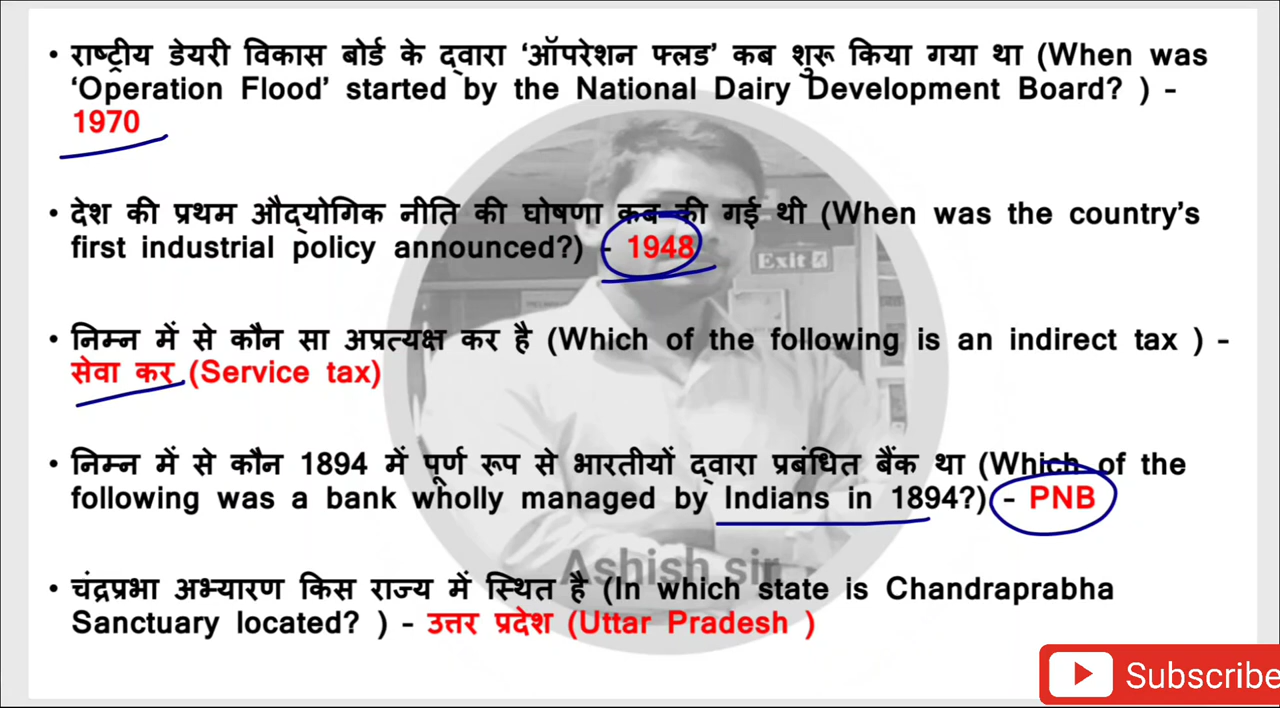 • राष्ट्रीय डेयरी विकास बोर्ड के द्वारा ‘ऑपरेशन फ्लड’ कब शुरू किया गया था (When was
‘Operation Flood’ started by the National Dairy Development Board? ) –
1970
• देश की प्रथम औद्योगिक नीति की घोषणा कब की गई थी (When was the country’s
first industrial policy announced?) - 1948
Exit
• निम्न में से कौन सा अप्रत्यक्ष कर है (Which of the following is an indirect tax ) –
सेवा कर (Service tax)
• निम्न में से कौन 1894 में पूर्ण रूप से भारतीयों द्वारा प्रबंधित बैंक था (Which of the
following was a bank wholly managed by Indians in 1894?) – PNB
Ashish sir
• चंद्रप्रभा अभ्यारण किस राज्य में स्थित है (In which state is Chandraprabha
Sanctuary located? ) – उत्तर प्रदेश (Uttar Pradesh )
Subscribe